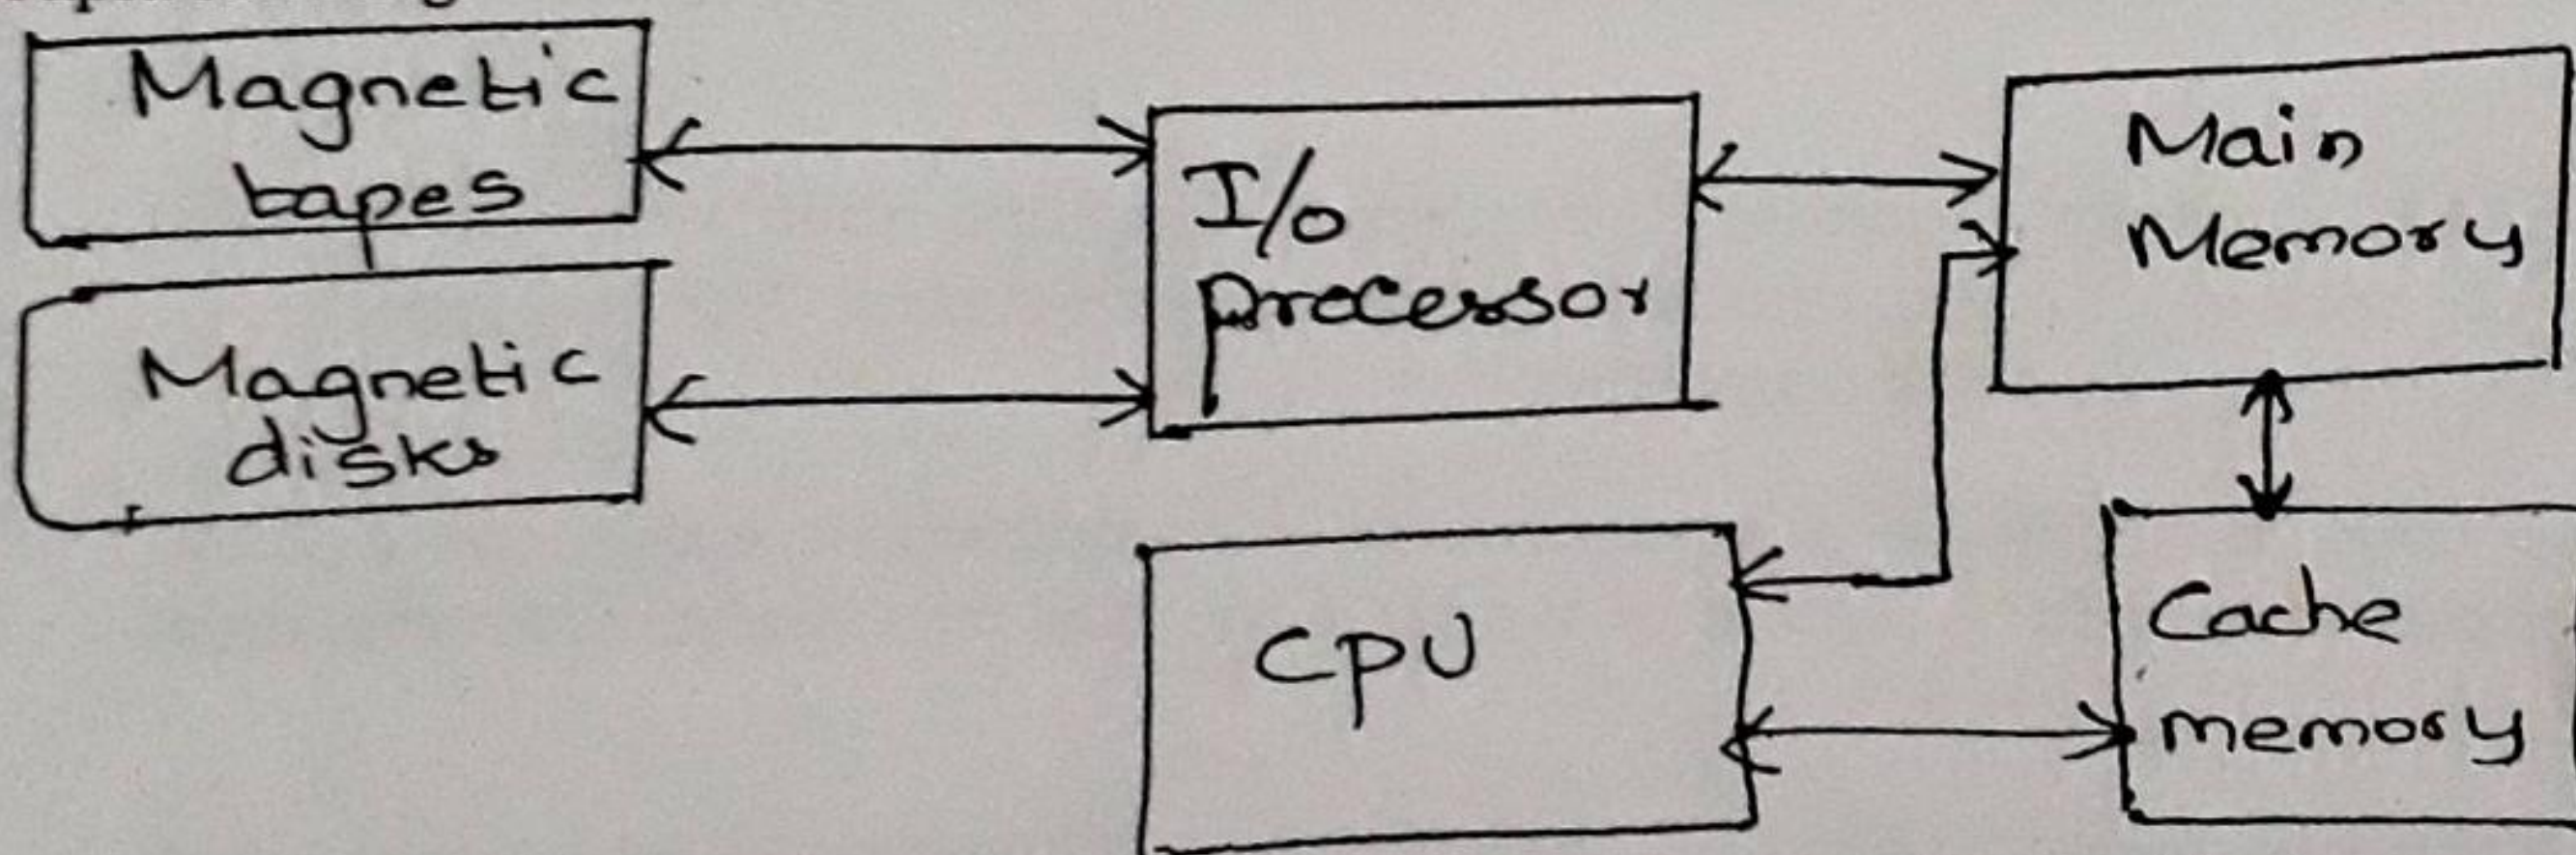 Magnetic
tapes
I/o
processor
Main
Memory
Magnetic
disks
CPU
Cache
memory